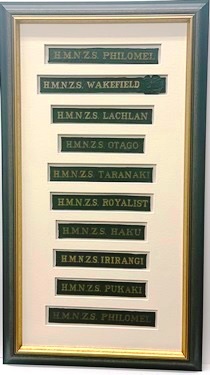 H.M.N.Z.S. PHILOMEL
H.M.N.Z.S. WAKEFIELD
H.M.N.Z.S. LACHLAN
H.M.N.Z.S. OTAGO
H.M.N.Z.S. TARANAKI
H.M.N.Z.S. ROYALIST
H.M.N.Z.S. HAKU
H.M.N.Z.S. IRIRANGI
H.M.N.Z.S. PUKAKI
H.M.N.Z.S. PHILOMEL